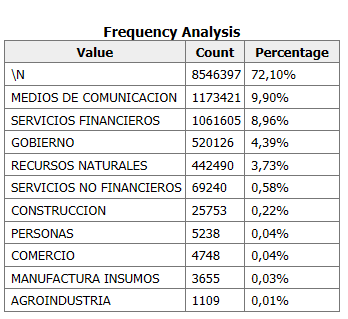 Frequency Analysis
Value Count Percentage
\N 8546397 72,10%
MEDIOS DE COMUNICACION 1173421 9,90%
SERVICIOS FINANCIEROS 1061605 8,96%
GOBIERNO 520126 4,39%
RECURSOS NATURALES 442490 3,73%
SERVICIOS NO FINANCIEROS 69240 0,58%
CONSTRUCCION 25753 0,22%
PERSONAS 5238 0,04%
COMERCIO 4748 0,04%
MANUFACTURA INSUMOS 3655 0,03%
AGROINDUSTRIA 1109 0,01%